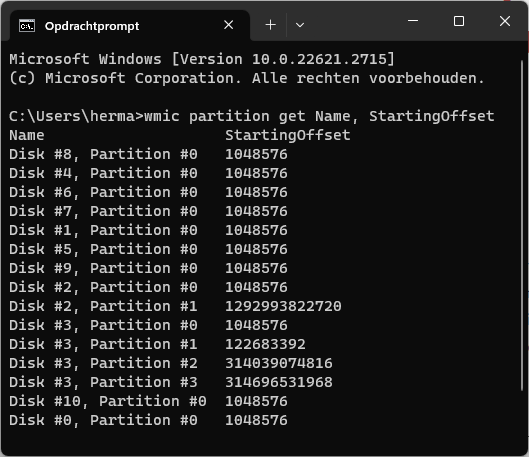 Opdrachtprompt
Microsoft Windows [Version 10.0.22621.2715]
(c) Microsoft Corporation. Alle rechten voorbehouden.
C:\Users\herma>wmic partition get Name, StartingOffset
Name StartingOffset
Disk #8, Partition #0 1048576
Disk #4, Partition #0 1048576
Disk #6, Partition #0 1048576
Disk #7, Partition #0 1048576
Disk #1, Partition #0 1048576
Disk #5, Partition #0 1048576
Disk #9, Partition #0 1048576
Disk #2, Partition #0 1048576
Disk #2, Partition #1 1292993822720
Disk #3, Partition #0 1048576
Disk #3, Partition #1 122683392
Disk #3, Partition #2 314039074816
Disk #3, Partition #3 314696531968
Disk #10, Partition #0 1048576
Disk #0, Partition #0 1048576